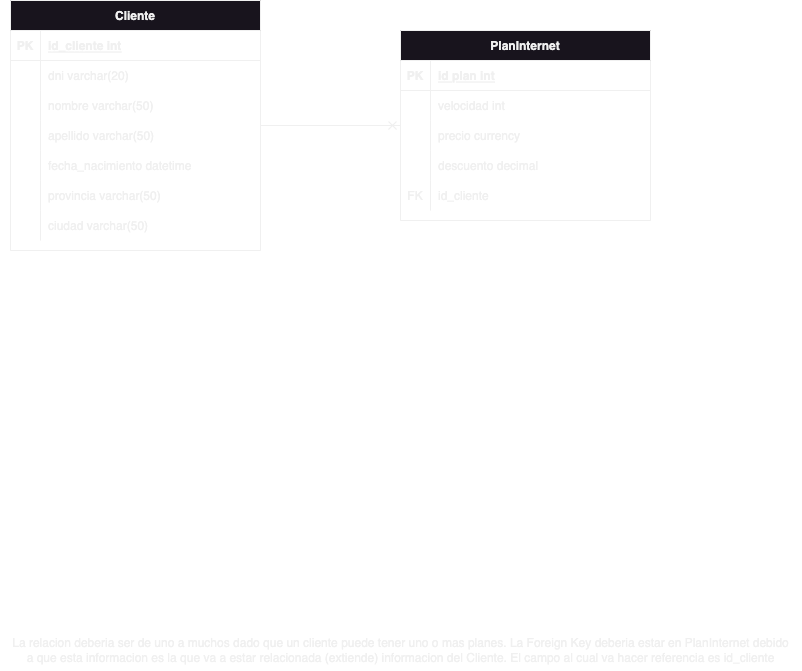 Cliente
PK id_cliente int
dni varchar(20)
nombre varchar(50)
apellido varchar(50)
fecha_nacimiento datetime
provincia varchar(50)
ciudad varchar(50)
PlanInternet
PK id plan int
velocidad int
precio currency
descuento decimal
FK id_cliente
La relacion deberia ser de uno a muchos dado que un cliente puede tener uno o mas planes. La Foreign Key deberia estar en PlanInternet debido
a que esta informacion es la que va a estar relacionada (extiende) informacion del Cliente. El campo al cual va hacer referencia es id_cliente